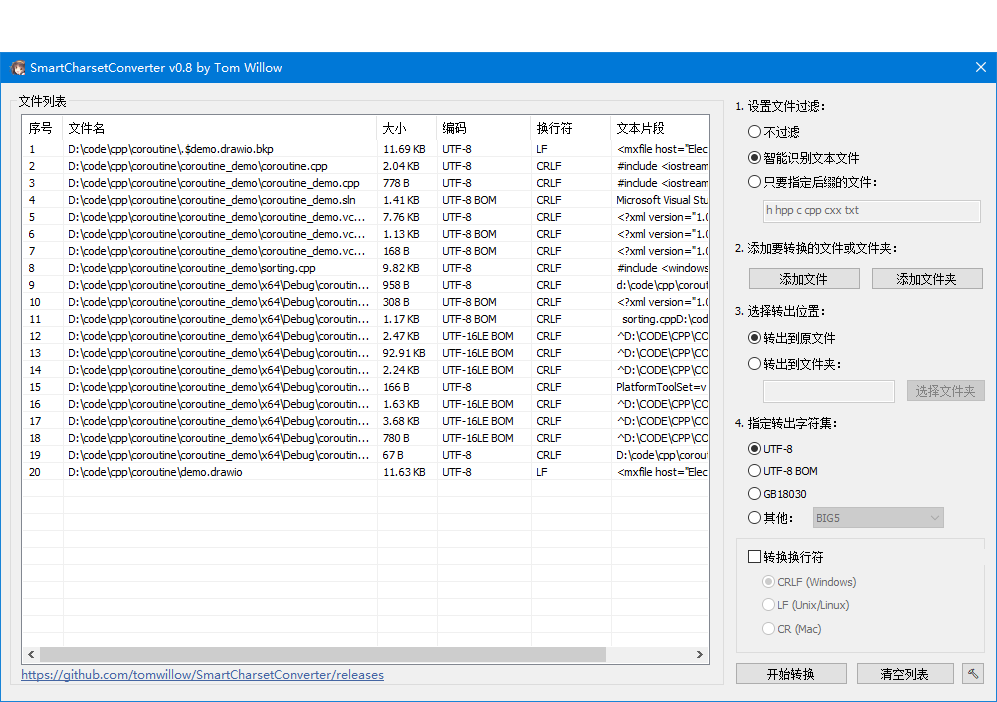 SmartCharsetConverter v0.8 by Tom Willow
文件列表
序号 文件名 大小 编码 换行符 文本片段
1 D:\code\cpp\coroutine\.$demo.drawio.bkp 11.69 KB UTF-8 LF <mxfile host="Elec
2 D:\code\cpp\coroutine\coroutine_demo\coroutine.cpp 2.04 KB UTF-8 CRLF #include <iostream
3 D:\code\cpp\coroutine\coroutine_demo\coroutine_demo.cpp 778 B UTF-8 CRLF #include <iostream
4 D:\code\cpp\coroutine\coroutine_demo\coroutine_demo.sln 1.41 KB UTF-8 BOM CRLF Microsoft Visual Stu
5 D:\code\cpp\coroutine\coroutine_demo\coroutine_demo.vc... 7.76 KB UTF-8 CRLF <?xml version="1.0
6 D:\code\cpp\coroutine\coroutine_demo\coroutine_demo.vc... 1.13 KB UTF-8 BOM CRLF <?xml version="1.0
7 D:\code\cpp\coroutine\coroutine_demo\coroutine_demo.vc... 168 B UTF-8 BOM CRLF <?xml version="1.0
8 D:\code\cpp\coroutine\coroutine_demo\sorting.cpp 9.82 KB UTF-8 CRLF #include <windows
9 D:\code\cpp\coroutine\coroutine_demo\x64\Debug\coroutin... 958 B UTF-8 CRLF d:\code\cpp\corout
10 D:\code\cpp\coroutine\coroutine_demo\x64\Debug\coroutin... 308 B UTF-8 BOM CRLF <?xml version="1.0
11 D:\code\cpp\coroutine\coroutine_demo\x64\Debug\coroutin... 1.17 KB UTF-8 BOM CRLF sorting.cppD:\cod
12 D:\code\cpp\coroutine\coroutine_demo\x64\Debug\coroutin... 2.47 KB UTF-16LE BOM CRLF ^D:\CODE\CPP\CO
13 D:\code\cpp\coroutine\coroutine_demo\x64\Debug\coroutin... 92.91 KB UTF-16LE BOM CRLF ^D:\CODE\CPP\CO
14 D:\code\cpp\coroutine\coroutine_demo\x64\Debug\coroutin... 2.24 KB UTF-16LE BOM CRLF ^D:\CODE\CPP\CO
15 D:\code\cpp\coroutine\coroutine_demo\x64\Debug\coroutin... 166 B UTF-8 CRLF PlatformToolSet=v
16 D:\code\cpp\coroutine\coroutine_demo\x64\Debug\coroutin... 1.63 KB UTF-16LE BOM CRLF ^D:\CODE\CPP\CO
17 D:\code\cpp\coroutine\coroutine_demo\x64\Debug\coroutin... 3.68 KB UTF-16LE BOM CRLF ^D:\CODE\CPP\CO
18 D:\code\cpp\coroutine\coroutine_demo\x64\Debug\coroutin... 780 B UTF-16LE BOM CRLF ^D:\CODE\CPP\CO
19 D:\code\cpp\coroutine\coroutine_demo\x64\Debug\coroutin... 67 B UTF-8 CRLF D:\code\cpp\corout
20 D:\code\cpp\coroutine\demo.drawio 11.63 KB UTF-8 LF <mxfile host="Elec
https://github.com/tomwillow/SmartCharsetConverter/releases
1. 设置文件过滤：
不过滤
智能识别文本文件
只要指定后缀的文件：
h hpp c cpp cxx txt
2. 添加要转换的文件或文件夹：
添加文件 添加文件夹
3. 选择转出位置：
转出到原文件
转出到文件夹：
选择文件夹
4. 指定转出字符集：
UTF-8
UTF-8 BOM
GB18030
其他： BIG5
转换换行符
CRLF (Windows)
LF (Unix/Linux)
CR (Mac)
开始转换 清空列表